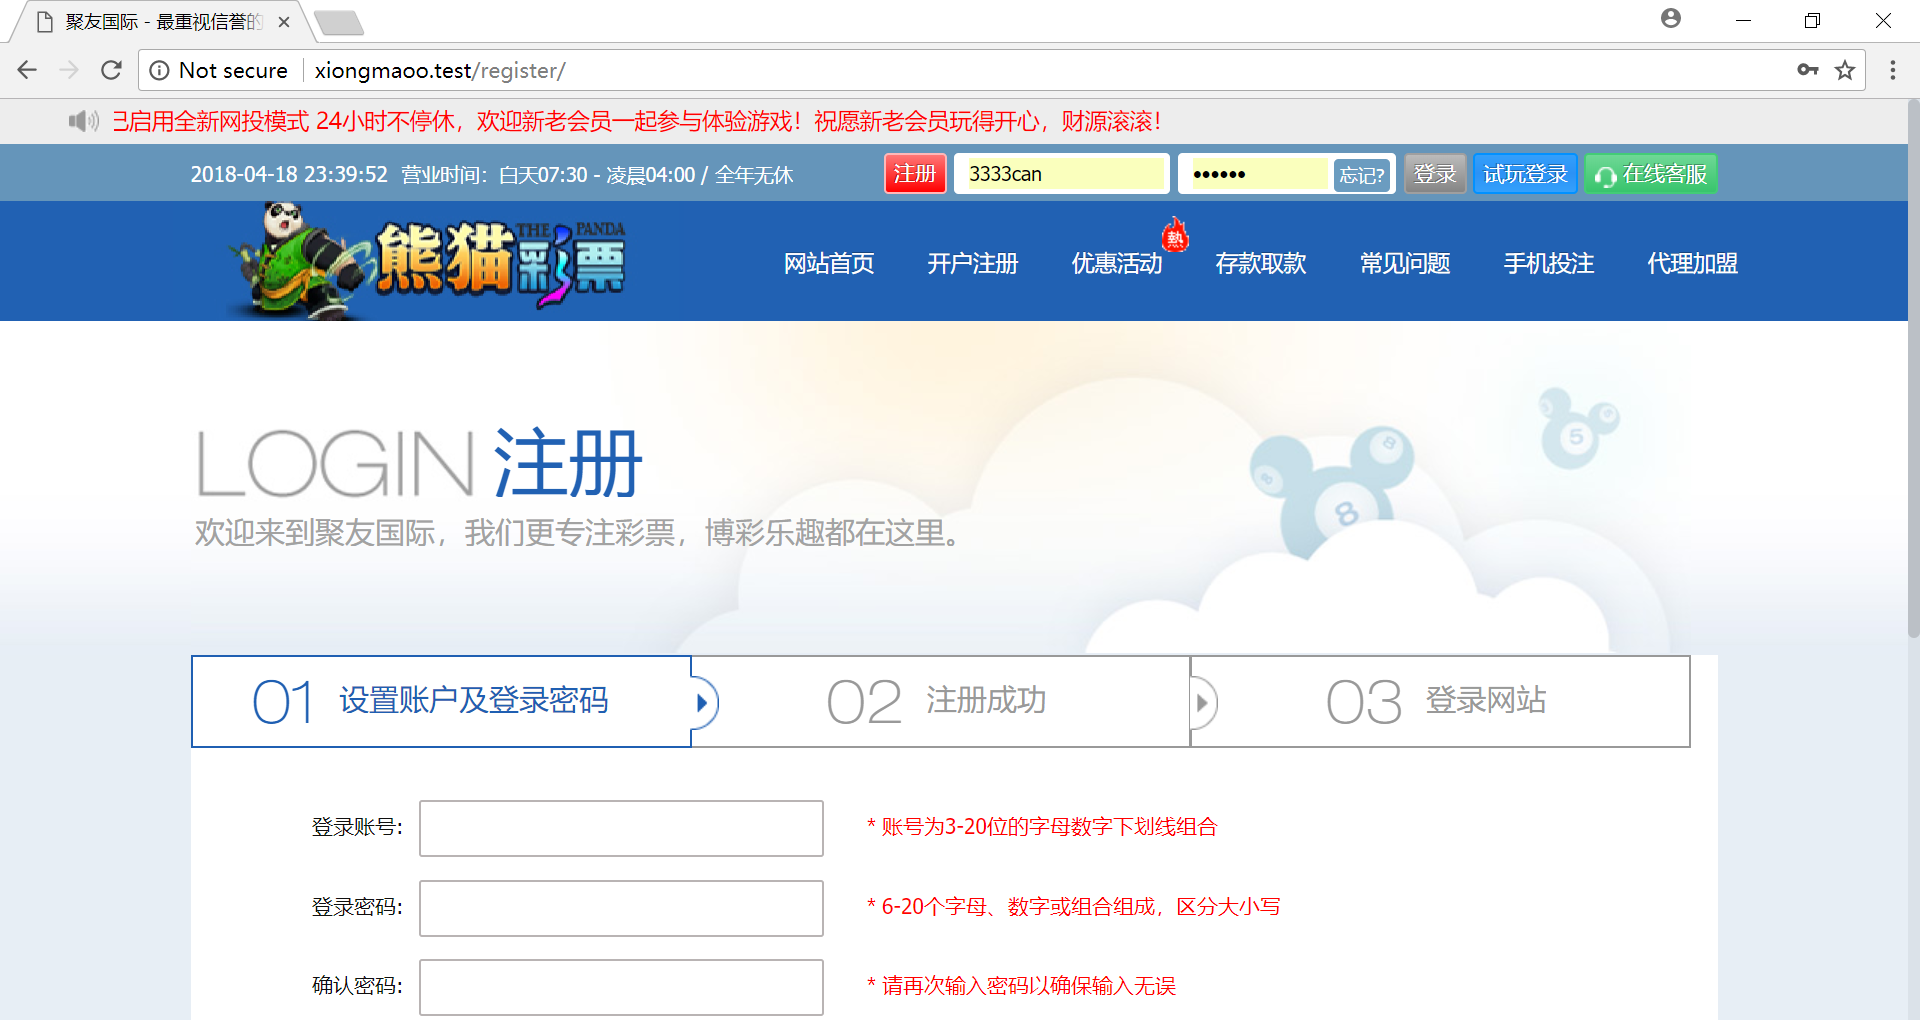 聚友国际 - 最重视信誉的
Not secure xiongmaoo.test/register/
已启用全新网投模式 24小时不停休，欢迎新老会员一起参与体验游戏！祝愿新老会员玩得开心，财源滚滚！
2018-04-18 23:39:52 营业时间：白天07:30 - 凌晨04:00 / 全年无休 注册 3333can •••••• 忘记? 登录 试玩登录 在线客服
THE PANDA
熊猫彩票
熱
网站首页 开户注册 优惠活动 存款取款 常见问题 手机投注 代理加盟
LOGIN 注册
欢迎来到聚友国际，我们更专注彩票，博彩乐趣都在这里。
8 8 8 5
01 设置账户及登录密码 02 注册成功 03 登录网站
登录账号: * 账号为3-20位的字母数字下划线组合
登录密码: * 6-20个字母、数字或组合组成，区分大小写
确认密码: * 请再次输入密码以确保输入无误